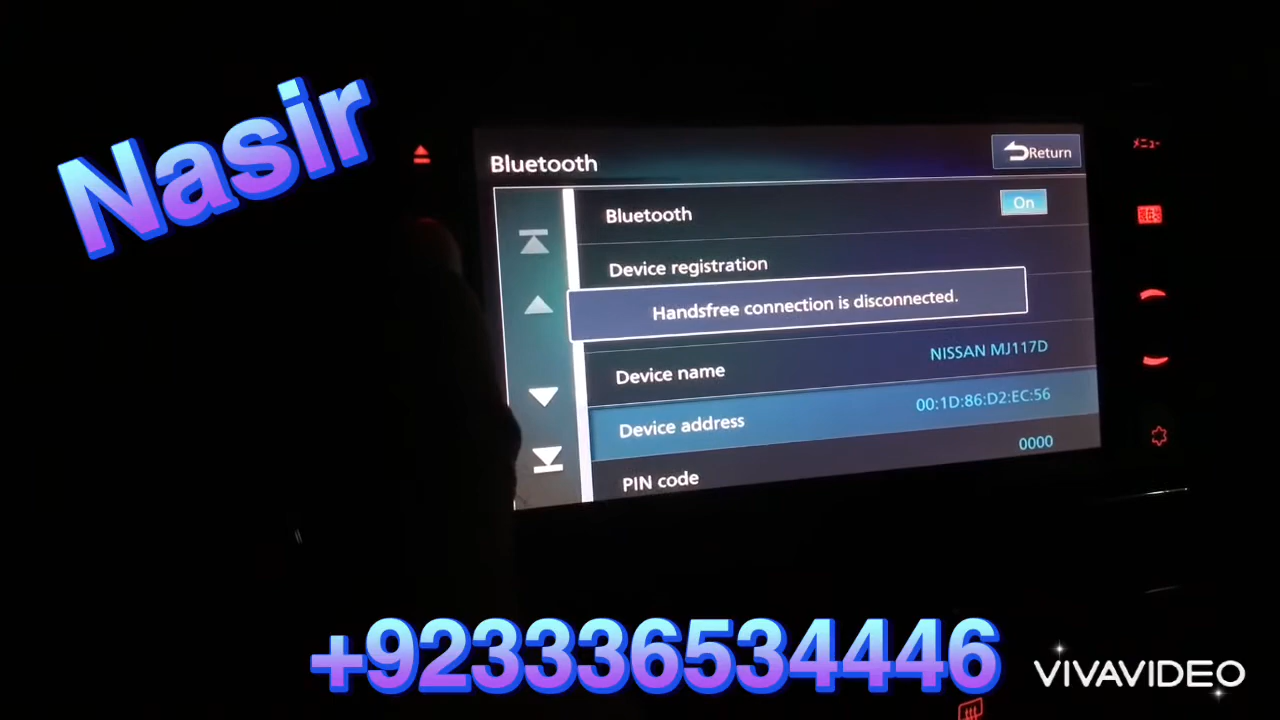 Nasir
Bluetooth
Return
メニュー
Bluetooth
On
Device registration
Handsfree connection is disconnected.
Device name
NISSAN MJ117D
Device address
00:1D:86:D2:EC:56
PIN code
0000
+923336534446
VIVAVIDEO